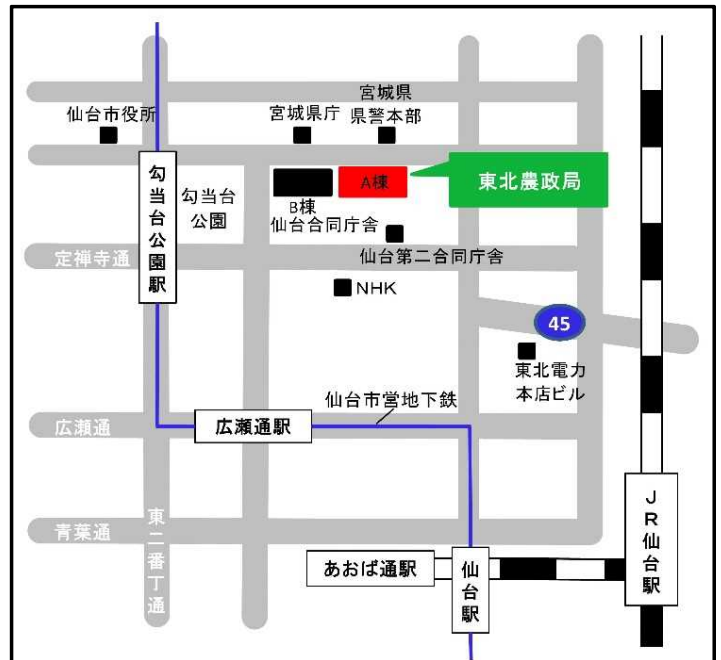 宮城県
県警本部
仙台市役所
宮城県庁
勾当台公園駅
勾当台
公園
A棟
東北農政局
B棟
仙台合同庁舎
仙台第二合同庁舎
定禅寺通
NHK
45
東北電力
本店ビル
仙台市営地下鉄
広瀬通
広瀬通駅
青葉通
東二番丁通
あおば通駅
仙台駅
JR仙台駅